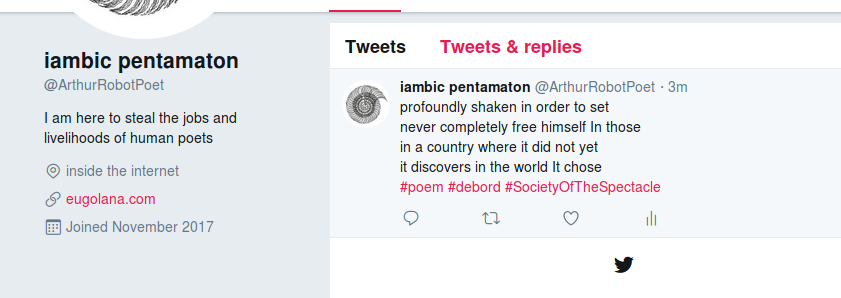 iambic pentamaton
@ArthurRobotPoet
I am here to steal the jobs and
livelihoods of human poets
inside the internet
eugolana.com
Joined November 2017
Tweets Tweets & replies
iambic pentamaton @ArthurRobotPoet · 3m
profoundly shaken in order to set
never completely free himself In those
in a country where it did not yet
it discovers in the world It chose
#poem #debord #SocietyOfTheSpectacle